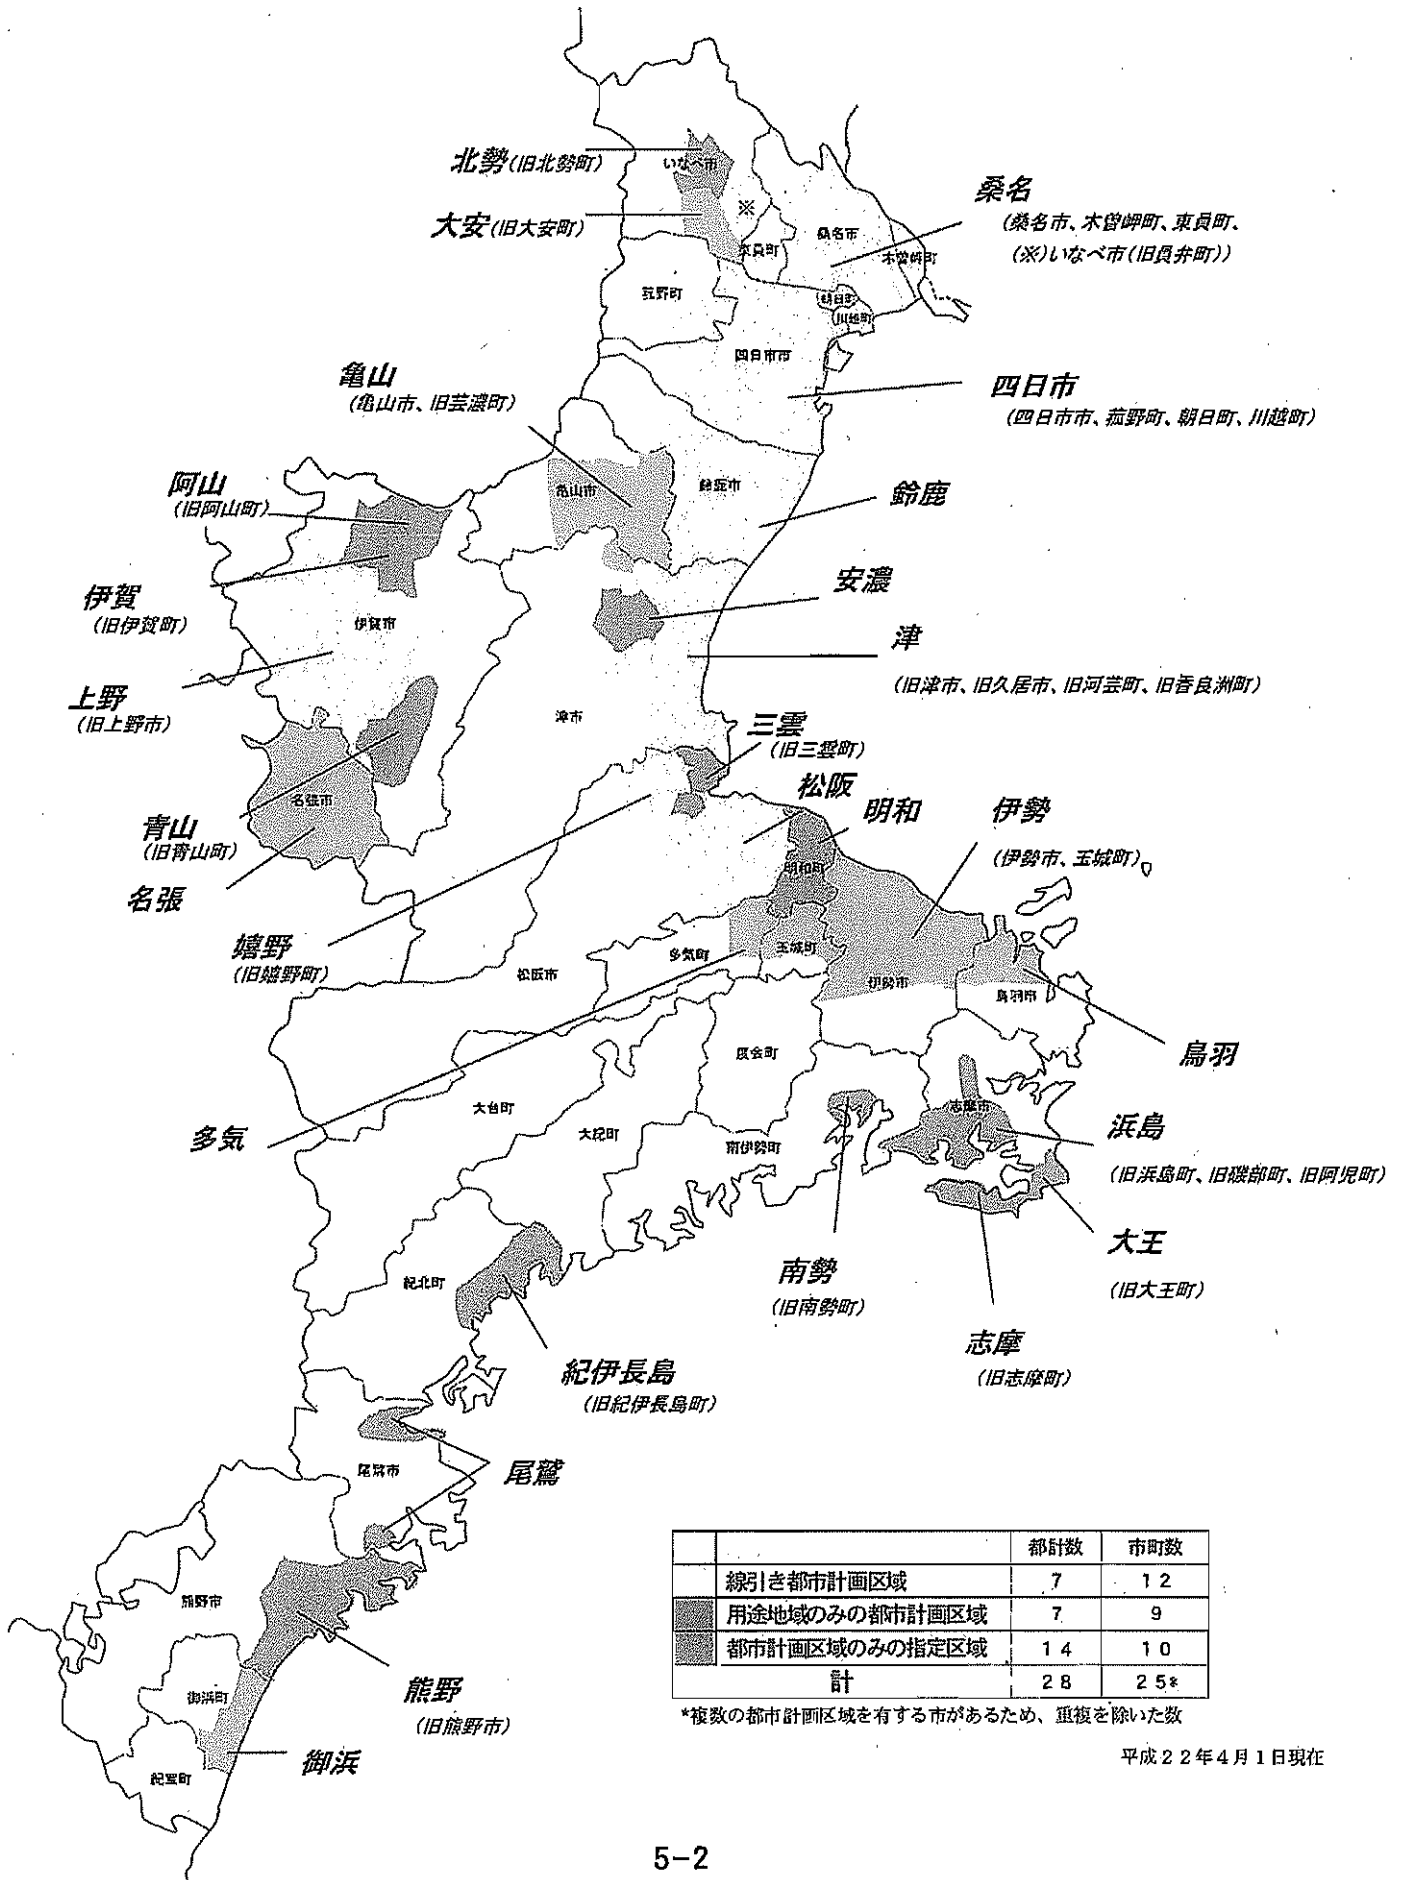 北勢(旧北勢町)
いなべ市
大安(旧大安町)
※
東員町
桑名市
木曽岬町
桑名
(桑名市、木曽岬町、東員町、
(※)いなべ市(旧員弁町))
菰野町
朝日町
川越町
四日市市
亀山
(亀山市、旧芸濃町)
四日市
(四日市市、菰野町、朝日町、川越町)
阿山
(旧阿山町)
亀山市
鈴鹿市
鈴鹿
伊賀
(旧伊賀町)
伊賀市
安濃
津
(旧津市、旧久居市、旧河芸町、旧香良洲町)
上野
(旧上野市)
津市
三雲
(旧三雲町)
松阪
明和
伊勢
(伊勢市、玉城町)
名張市
青山
(旧青山町)
名張
明和町
嬉野
(旧嬉野町)
松阪市
多気町
玉城町
伊勢市
鳥羽市
鳥羽
度会町
多気
大台町
大紀町
南伊勢町
志摩市
浜島
(旧浜島町、旧磯部町、旧阿児町)
大王
(旧大王町)
南勢
(旧南勢町)
志摩
(旧志摩町)
紀北町
紀伊長島
(旧紀伊長島町)
尾鷲市
尾鷲
熊野市
御浜町
熊野
(旧熊野市)
御浜
紀宝町
都計数 市町数
線引き都市計画区域 7 12
用途地域のみの都市計画区域 7 9
都市計画区域のみの指定区域 14 10
計 28 25*
*複数の都市計画区域を有する市があるため、重複を除いた数
平成22年4月1日現在
5-2